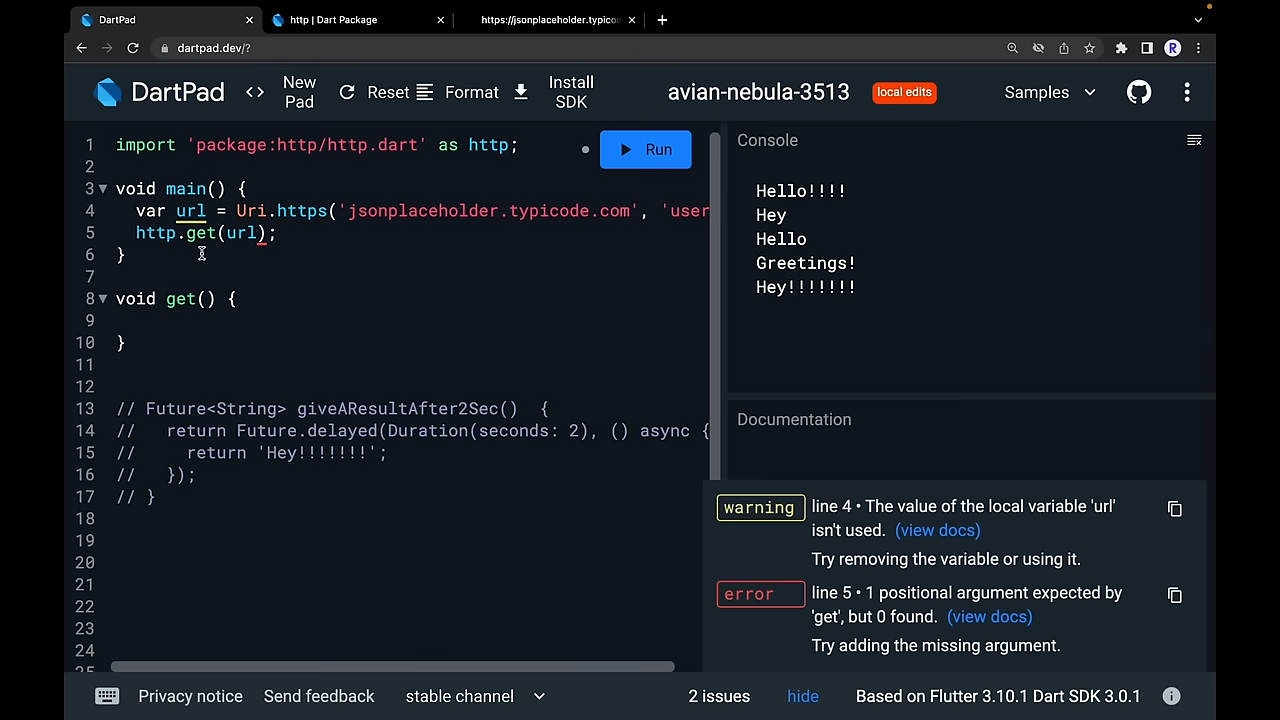 DartPad
http | Dart Package
https://jsonplaceholder.typico
dartpad.dev/?
R
DartPad
New Pad
Reset
Format
Install SDK
avian-nebula-3513
local edits
Samples
1 import 'package:http/http.dart' as http;
2
3 void main() {
4 var url = Uri.https('jsonplaceholder.typicode.com', 'user
5 http.get(url);
6 }
7
8 void get() {
9
10 }
11
12
13 // Future<String> giveAResultAfter2Sec()  {
14 //   return Future.delayed(Duration(seconds: 2), () async {
15 //     return 'Hey!!!!!!!';
16 //   });
17 // }
18
19
20
21
22
23
24
25
Run
Console
Hello!!!!
Hey
Hello
Greetings!
Hey!!!!!!!
Documentation
warning line 4 • The value of the local variable 'url'
isn't used. (view docs)
Try removing the variable or using it.
error line 5 • 1 positional argument expected by
'get', but 0 found. (view docs)
Try adding the missing argument.
Privacy notice
Send feedback
stable channel
2 issues
hide
Based on Flutter 3.10.1 Dart SDK 3.0.1